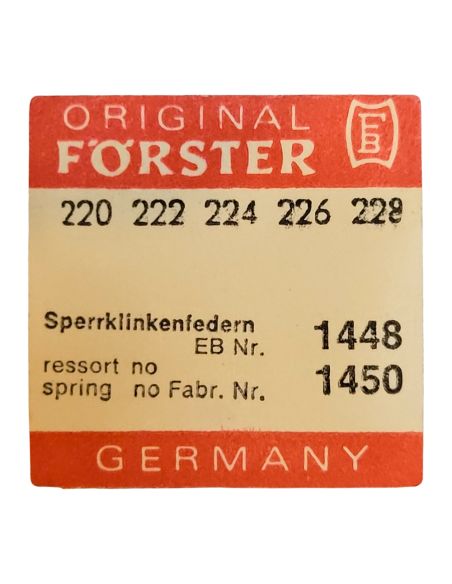 ORIGINAL
FÖRSTER
EB
220 222 224 226 228
Sperrklinkenfedern
EB Nr. 1448
ressort no
spring no Fabr. Nr. 1450
GERMANY